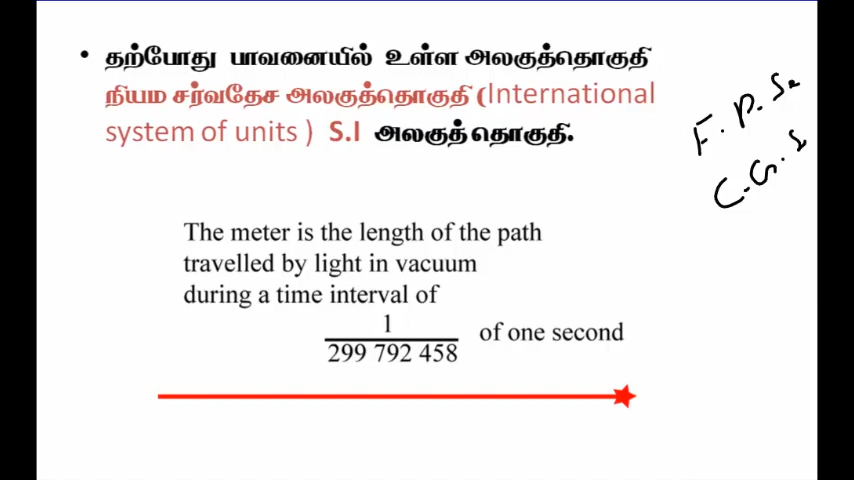 • தற்போது பாவனையில் உள்ள அலகுத்தொகுதி
நியம சர்வதேச அலகுத்தொகுதி (International
system of units ) S.I அலகுத் தொகுதி.
F. P. S.
C. G. S
The meter is the length of the path
travelled by light in vacuum
during a time interval of
1
299 792 458
of one second